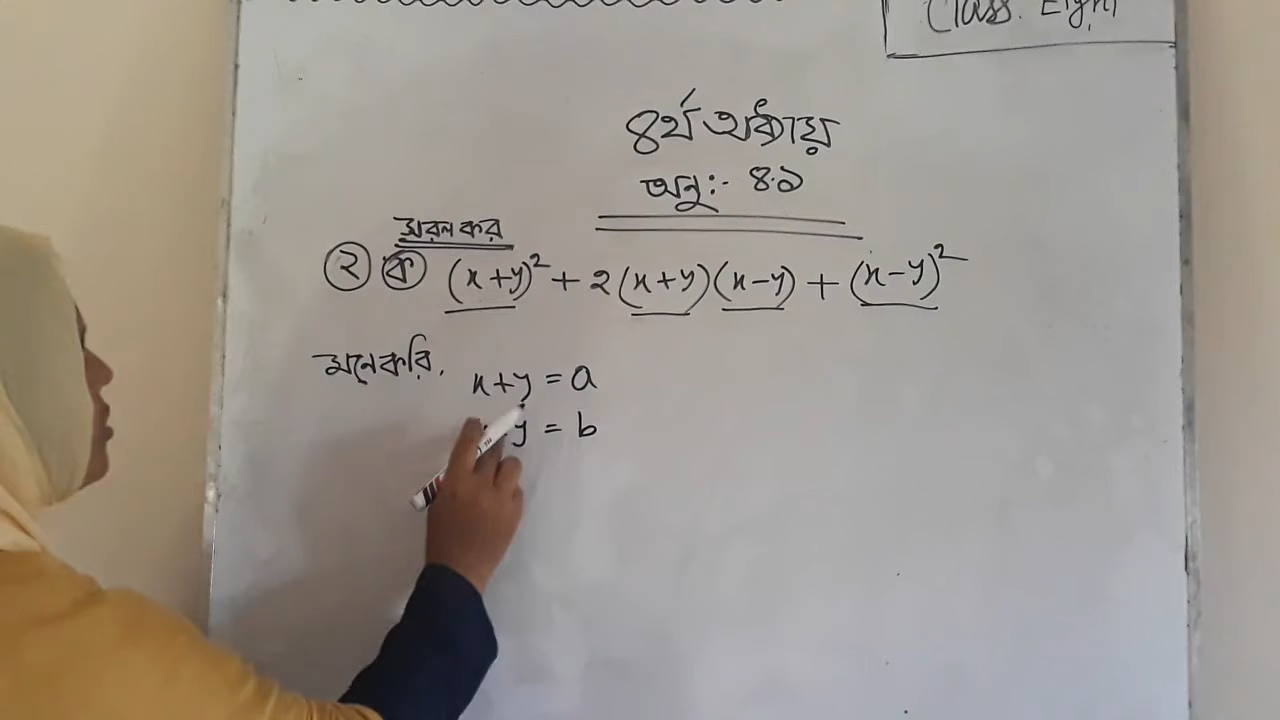 Class. Eight
৪র্থ অধ্যায়
অনু:- ৪.১
সরল কর
২ ক (x+y)² + 2(x+y)(x-y) + (x-y)²
মনেকরি, x+y = a
x-y = b